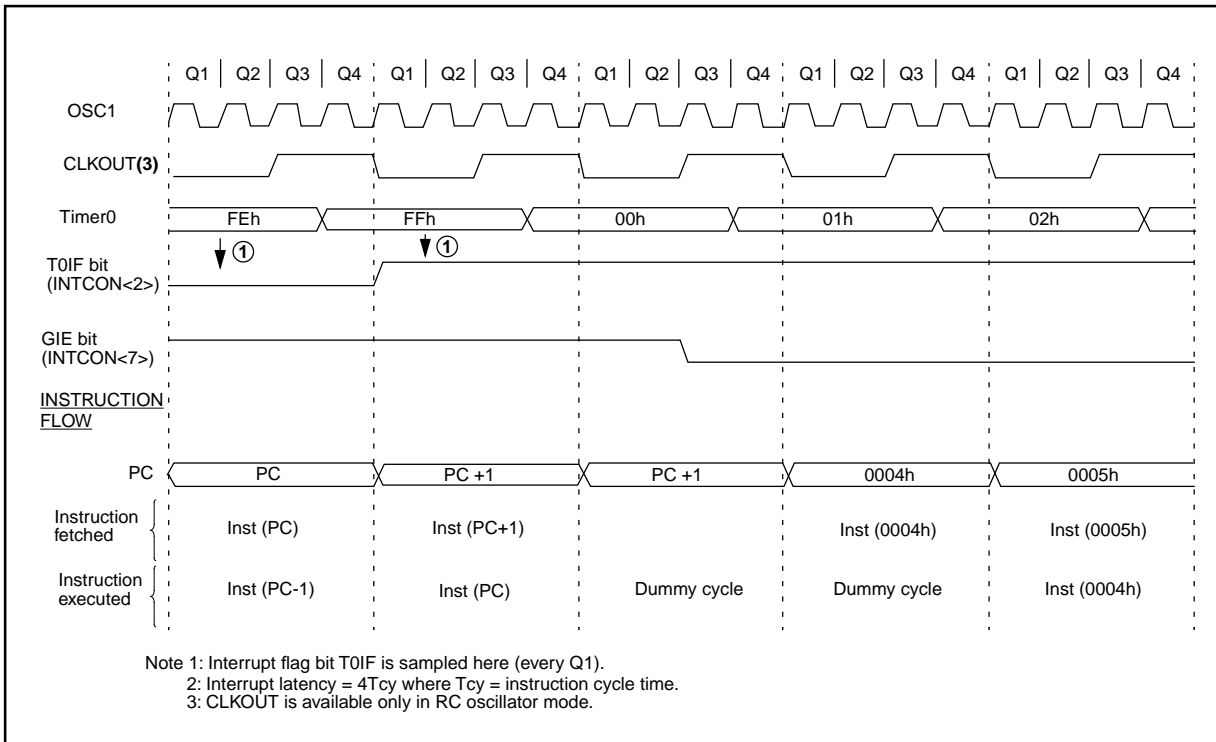 Q1 Q2 Q3 Q4 Q1 Q2 Q3 Q4 Q1 Q2 Q3 Q4 Q1 Q2 Q3 Q4 Q1 Q2 Q3 Q4
OSC1
CLKOUT(3)
Timer0 FEh FFh 00h 01h 02h
1 1
T0IF bit
(INTCON<2>)
GIE bit
(INTCON<7>)
INSTRUCTION
FLOW
PC PC PC +1 PC +1 0004h 0005h
Instruction
fetched
Inst (PC) Inst (PC+1) Inst (0004h) Inst (0005h)
Instruction
executed
Inst (PC-1) Inst (PC) Dummy cycle Dummy cycle Inst (0004h)
Note 1: Interrupt flag bit T0IF is sampled here (every Q1).
2: Interrupt latency = 4Tcy where Tcy = instruction cycle time.
3: CLKOUT is available only in RC oscillator mode.